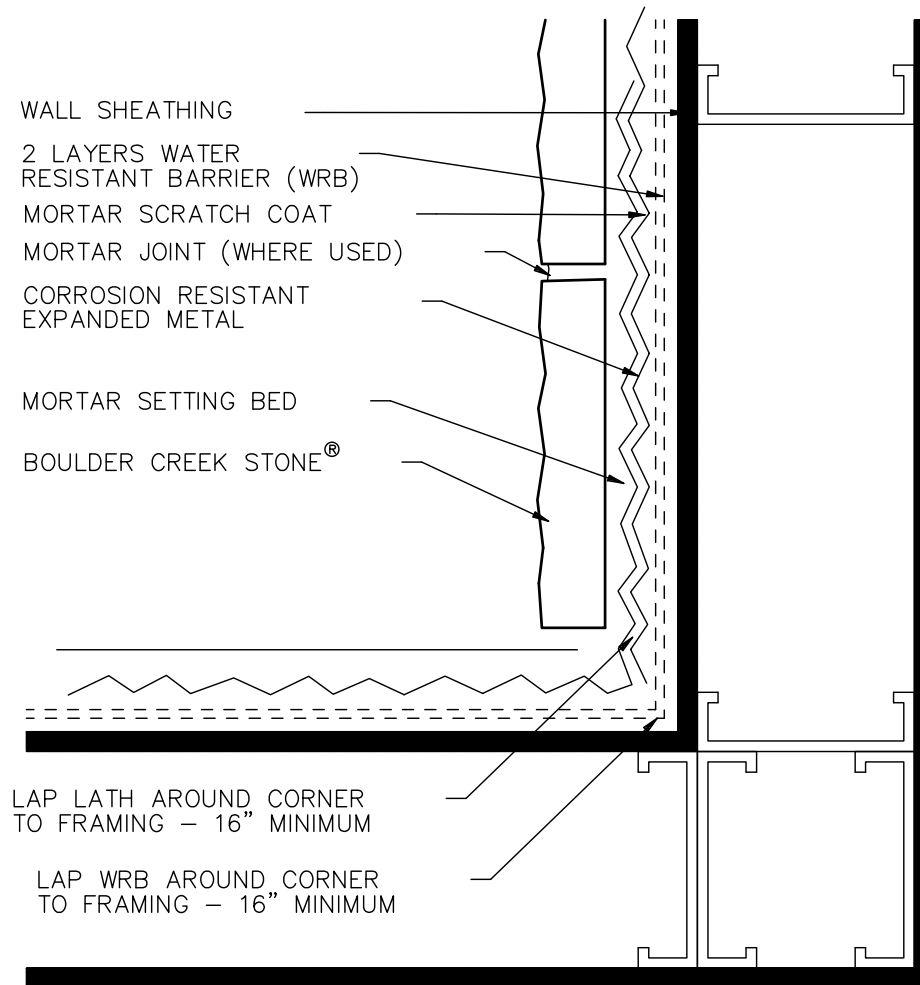 WALL SHEATHING
2 LAYERS WATER
RESISTANT BARRIER (WRB)
MORTAR SCRATCH COAT
MORTAR JOINT (WHERE USED)
CORROSION RESISTANT
EXPANDED METAL
MORTAR SETTING BED
BOULDER CREEK STONE®
LAP LATH AROUND CORNER
TO FRAMING – 16" MINIMUM
LAP WRB AROUND CORNER
TO FRAMING – 16" MINIMUM